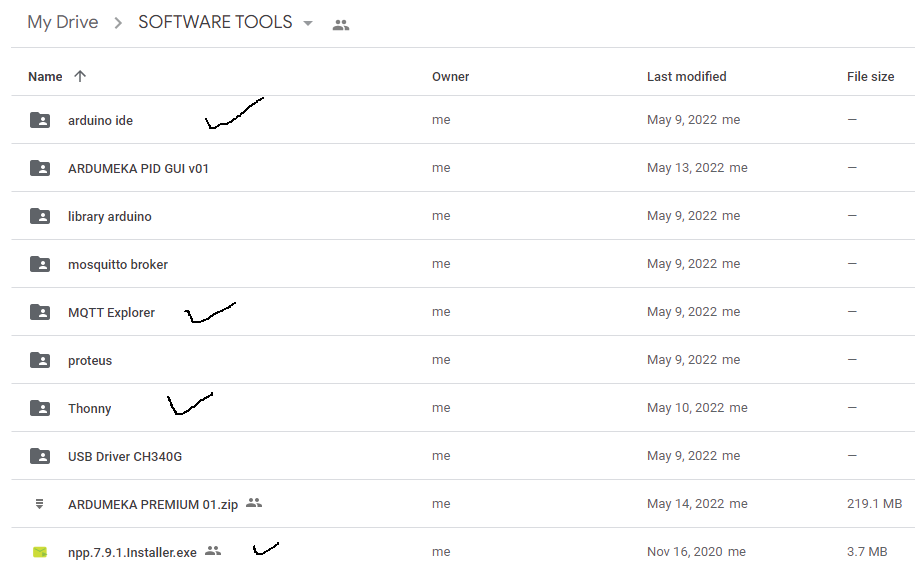 My Drive > SOFTWARE TOOLS
Name Owner Last modified File size
arduino ide me May 9, 2022 me —
ARDUMEKA PID GUI v01 me May 13, 2022 me —
library arduino me May 9, 2022 me —
mosquitto broker me May 9, 2022 me —
MQTT Explorer me May 9, 2022 me —
proteus me May 9, 2022 me —
Thonny me May 10, 2022 me —
USB Driver CH340G me May 9, 2022 me —
ARDUMEKA PREMIUM 01.zip me May 14, 2022 me 219.1 MB
npp.7.9.1.Installer.exe me Nov 16, 2020 me 3.7 MB